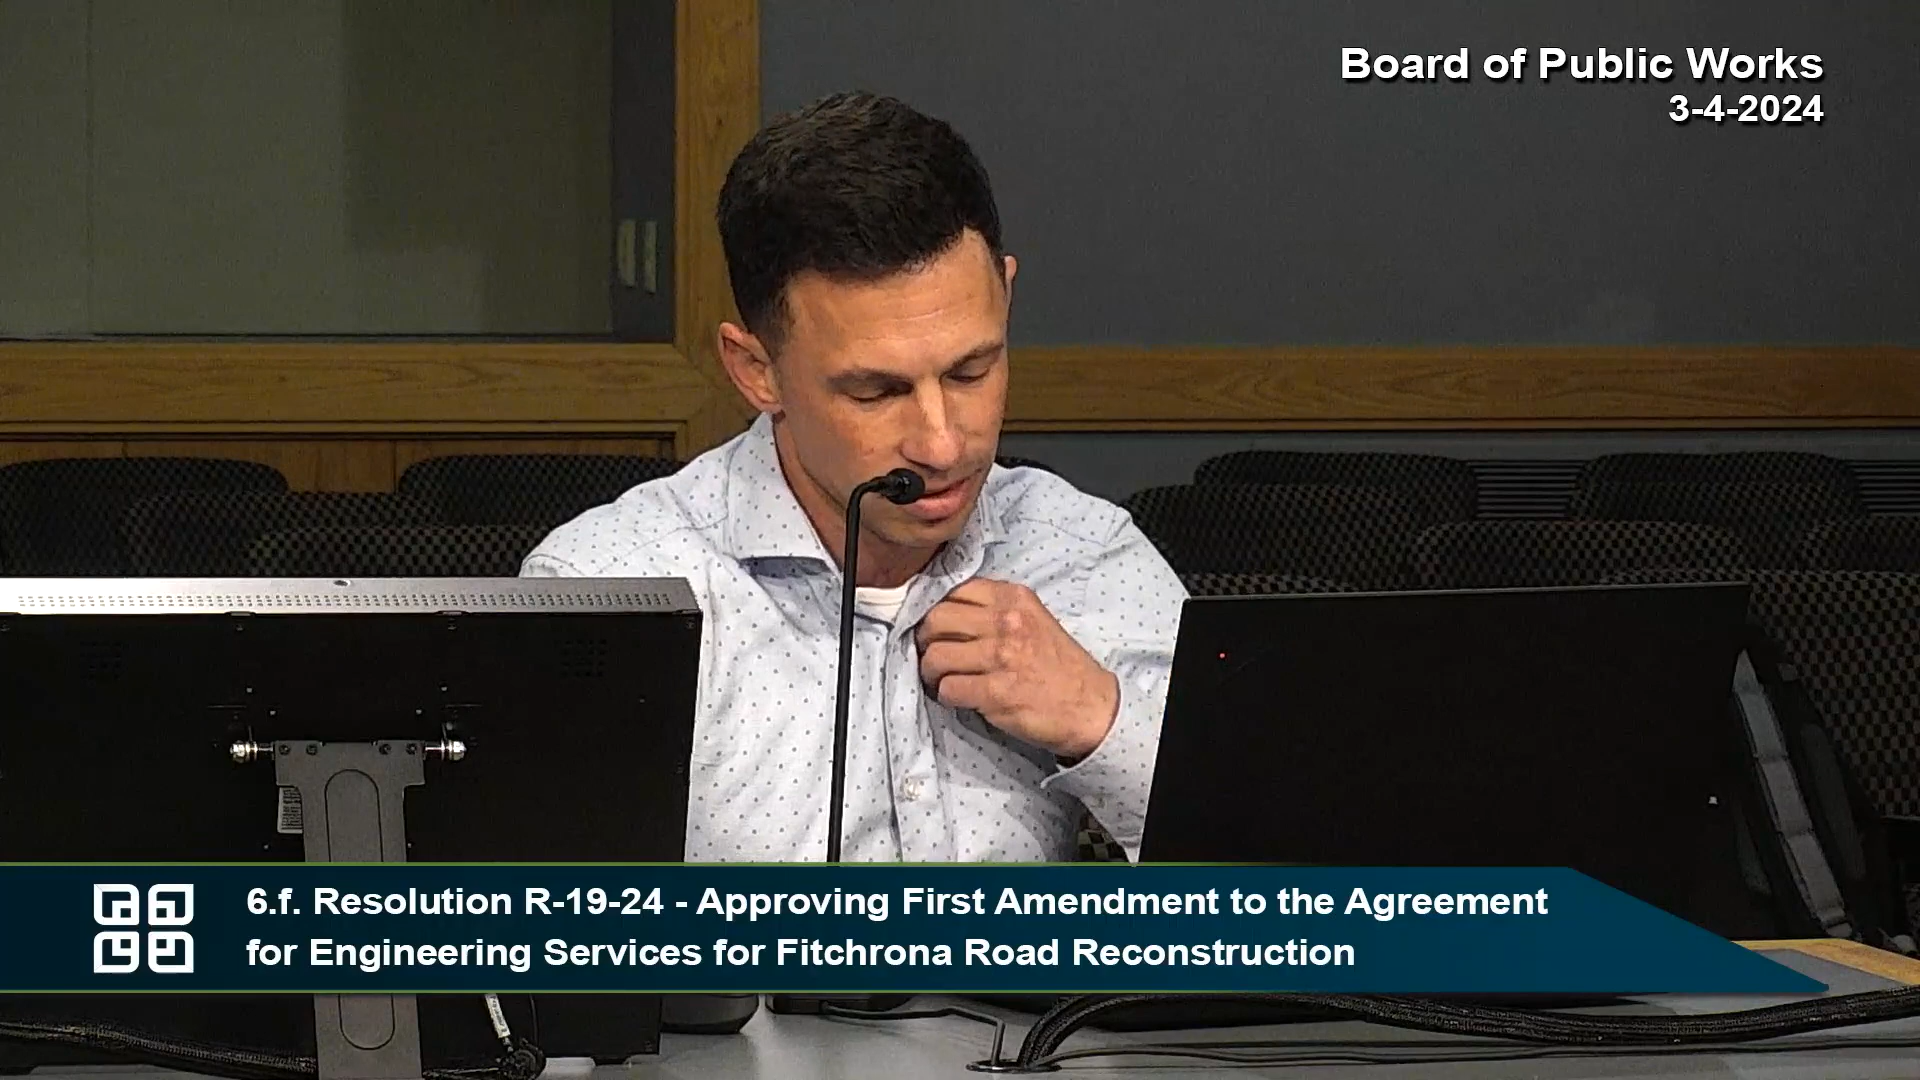 Board of Public Works
3-4-2024
6.f. Resolution R-19-24 - Approving First Amendment to the Agreement
for Engineering Services for Fitchrona Road Reconstruction